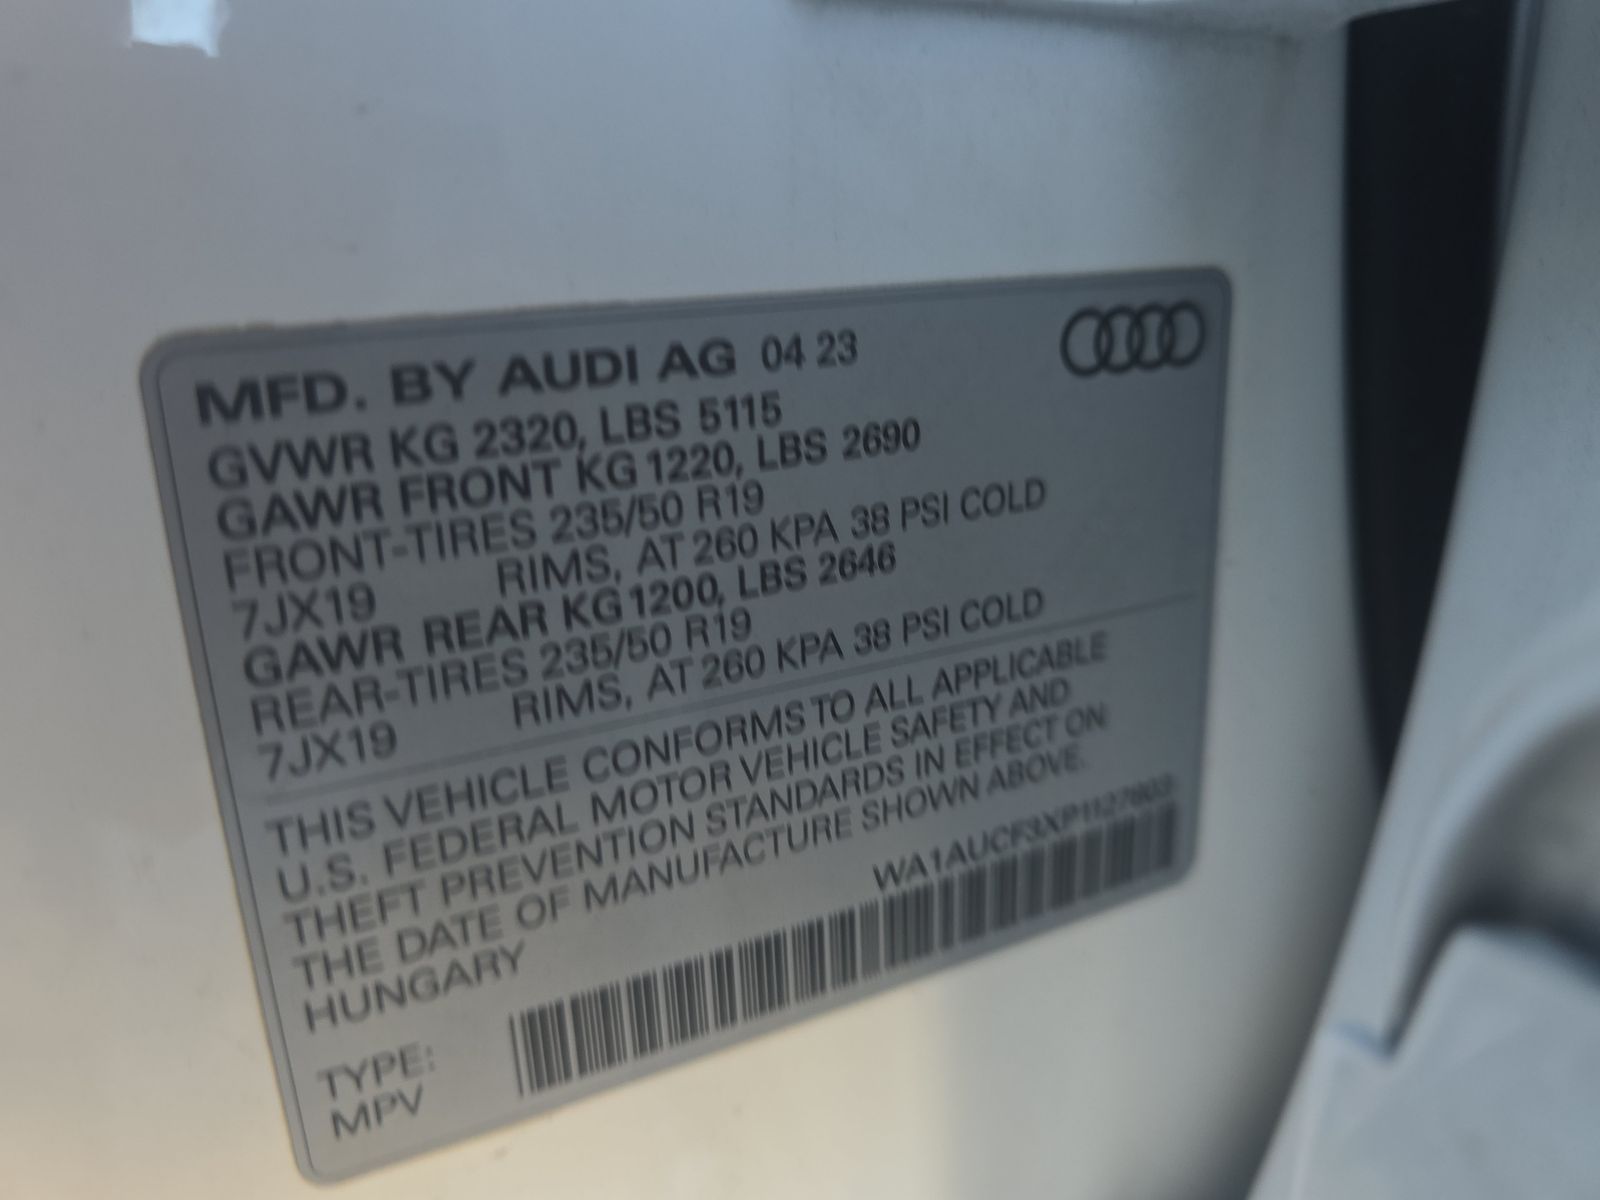 MFD. BY AUDI AG 04 23
GVWR KG 2320, LBS 5115
GAWR FRONT KG 1220, LBS 2690
FRONT-TIRES 235/50 R19
7JX19 RIMS, AT 260 KPA 38 PSI COLD
GAWR REAR KG 1200, LBS 2646
REAR-TIRES 235/50 R19
7JX19 RIMS, AT 260 KPA 38 PSI COLD
THIS VEHICLE CONFORMS TO ALL APPLICABLE
U.S. FEDERAL MOTOR VEHICLE SAFETY AND
THEFT PREVENTION STANDARDS IN EFFECT ON
THE DATE OF MANUFACTURE SHOWN ABOVE.
HUNGARY
TYPE:
MPV